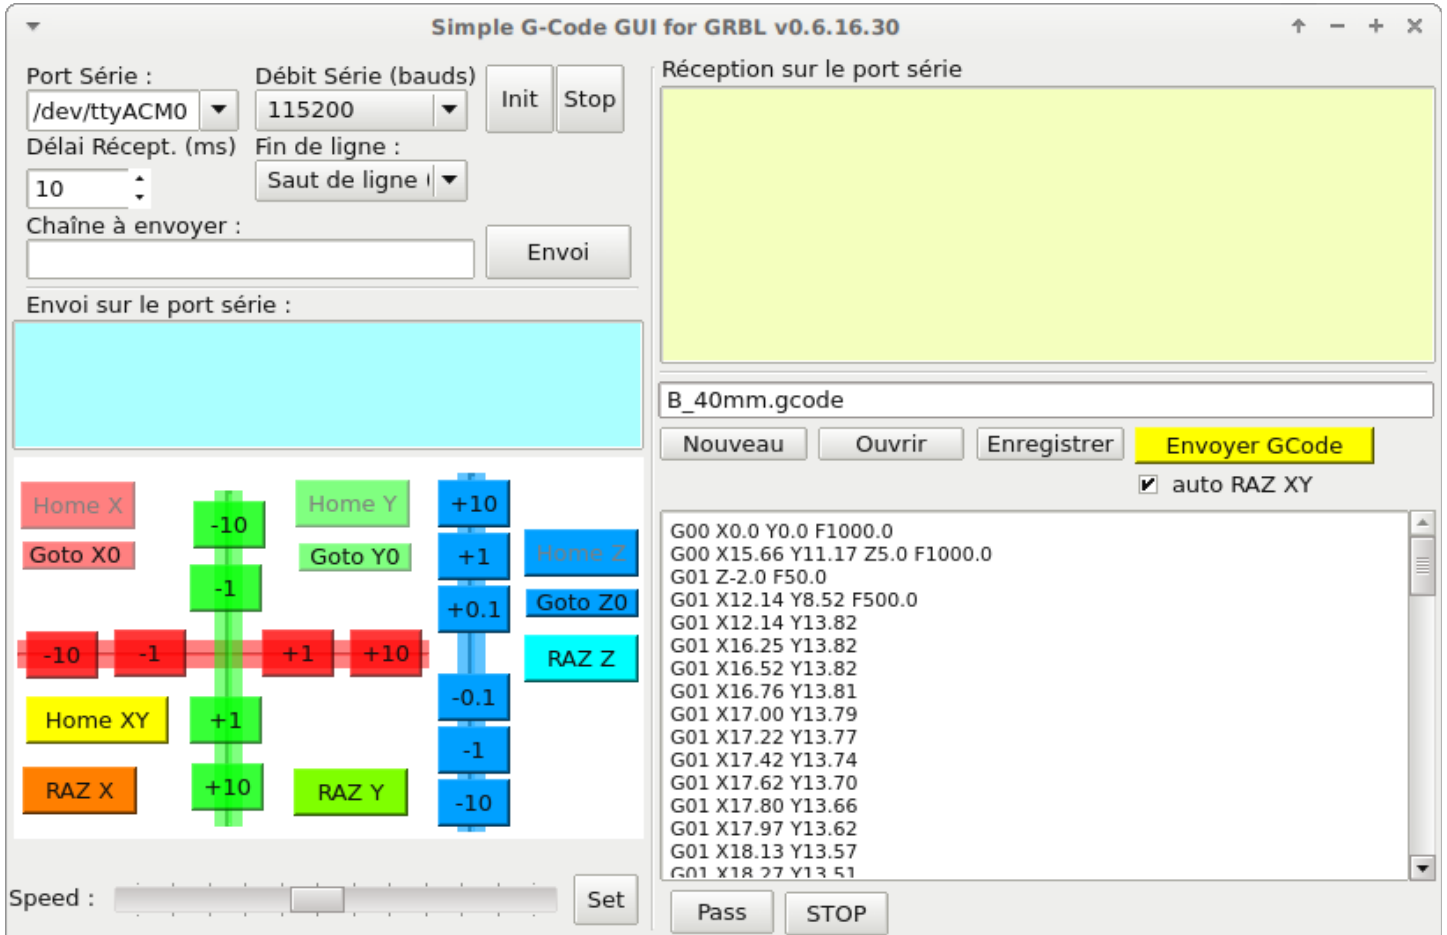 Simple G-Code GUI for GRBL v0.6.16.30
Port Série :
Débit Série (bauds)
/dev/ttyACM0
115200
Init
Stop
Délai Récept. (ms)
Fin de ligne :
10
Saut de ligne (
Chaîne à envoyer :
Envoi
Envoi sur le port série :
Home X
-10
Home Y
+10
Goto X0
Goto Y0
+1
Home Z
-1
+0.1
Goto Z0
-10
-1
+1
+10
RAZ Z
Home XY
+1
-0.1
-1
RAZ X
+10
RAZ Y
-10
Speed :
Set
Réception sur le port série
B_40mm.gcode
Nouveau
Ouvrir
Enregistrer
Envoyer GCode
auto RAZ XY
G00 X0.0 Y0.0 F1000.0
G00 X15.66 Y11.17 Z5.0 F1000.0
G01 Z-2.0 F50.0
G01 X12.14 Y8.52 F500.0
G01 X12.14 Y13.82
G01 X16.25 Y13.82
G01 X16.52 Y13.82
G01 X16.76 Y13.81
G01 X17.00 Y13.79
G01 X17.22 Y13.77
G01 X17.42 Y13.74
G01 X17.62 Y13.70
G01 X17.80 Y13.66
G01 X17.97 Y13.62
G01 X18.13 Y13.57
G01 X18.27 Y13.51
Pass
STOP